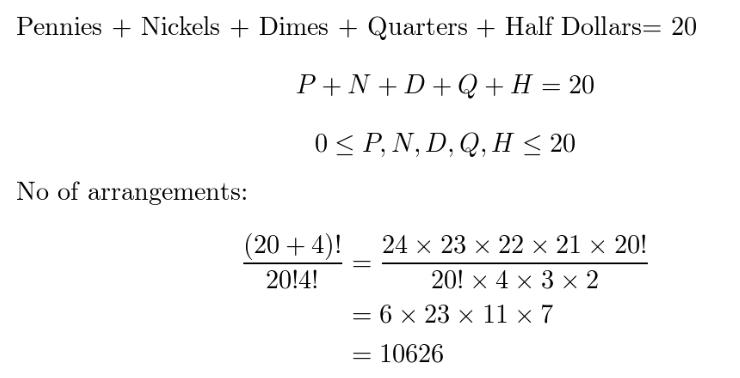 Pennies + Nickels + Dimes + Quarters + Half Dollars= 20
P + N + D + Q + H = 20
0 ≤ P, N, D, Q, H ≤ 20
No of arrangements:
(20 + 4)! / 20!4! = 24 × 23 × 22 × 21 × 20! / 20! × 4 × 3 × 2
= 6 × 23 × 11 × 7
= 10626